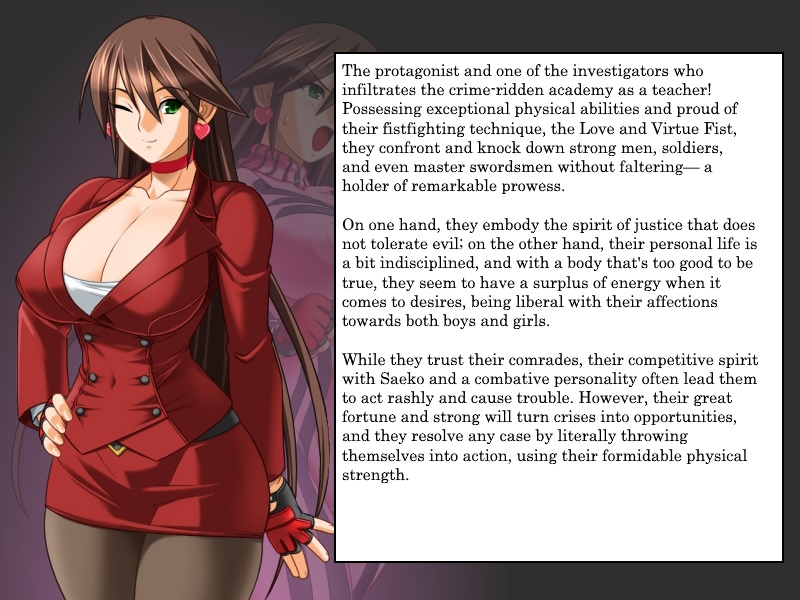 The protagonist and one of the investigators who
infiltrates the crime-ridden academy as a teacher!
Possessing exceptional physical abilities and proud of
their fistfighting technique, the Love and Virtue Fist,
they confront and knock down strong men, soldiers,
and even master swordsmen without faltering— a
holder of remarkable prowess.
On one hand, they embody the spirit of justice that does
not tolerate evil; on the other hand, their personal life is
a bit indisciplined, and with a body that's too good to be
true, they seem to have a surplus of energy when it
comes to desires, being liberal with their affections
towards both boys and girls.
While they trust their comrades, their competitive spirit
with Saeko and a combative personality often lead them
to act rashly and cause trouble. However, their great
fortune and strong will turn crises into opportunities,
and they resolve any case by literally throwing
themselves into action, using their formidable physical
strength.